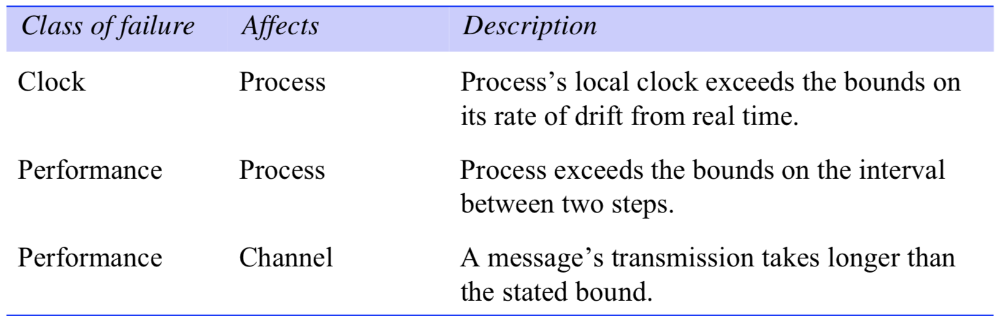 Class of failure Affects Description
Clock Process Process’s local clock exceeds the bounds on
its rate of drift from real time.
Performance Process Process exceeds the bounds on the interval
between two steps.
Performance Channel A message’s transmission takes longer than
the stated bound.